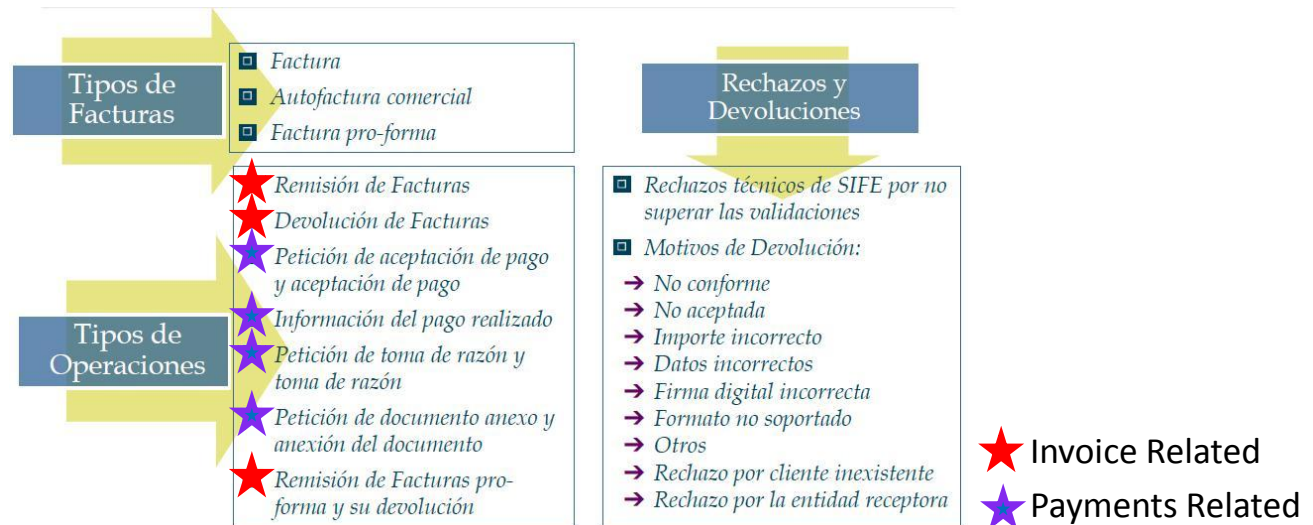 Tipos de
Facturas
Factura
Autofactura comercial
Factura pro-forma
Rechazos y
Devoluciones
Tipos de
Operaciones
Remisión de Facturas
Devolución de Facturas
Petición de aceptación de pago
y aceptación de pago
Información del pago realizado
Petición de toma de razón y
toma de razón
Petición de documento anexo y
anexión del documento
Remisión de Facturas pro-
forma y su devolución
Rechazos técnicos de SIFE por no
superar las validaciones
Motivos de Devolución:
No conforme
No aceptada
Importe incorrecto
Datos incorrectos
Firma digital incorrecta
Formato no soportado
Otros
Rechazo por cliente inexistente
Rechazo por la entidad receptora
Invoice Related
Payments Related